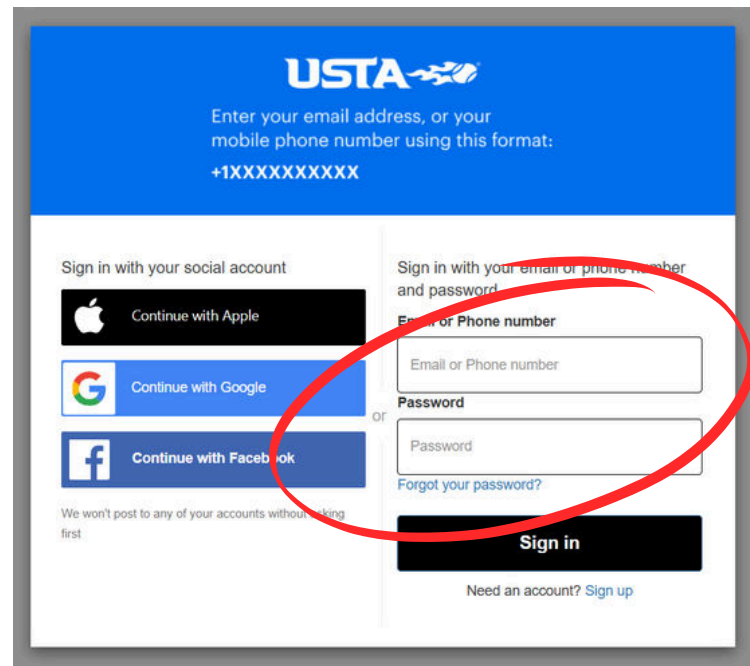 USTA
Enter your email address, or your
mobile phone number using this format:
+1XXXXXXXXXX
Sign in with your social account
Continue with Apple
Continue with Google
Continue with Facebook
We won't post to any of your accounts without asking
first
or
Sign in with your email or phone number
and password
Email or Phone number
Email or Phone number
Password
Password
Forgot your password?
Sign in
Need an account? Sign up